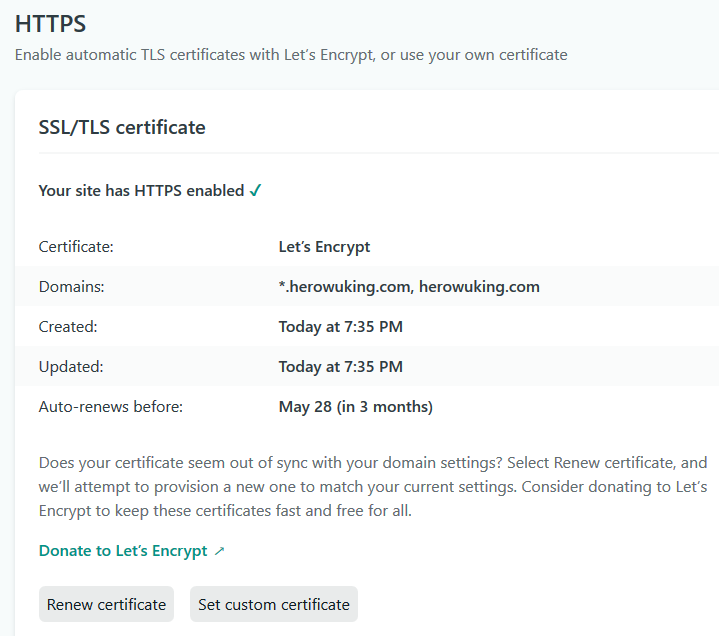 HTTPS
Enable automatic TLS certificates with Let’s Encrypt, or use your own certificate
SSL/TLS certificate
Your site has HTTPS enabled ✓
Certificate: Let’s Encrypt
Domains: *.herowuking.com, herowuking.com
Created: Today at 7:35 PM
Updated: Today at 7:35 PM
Auto-renews before: May 28 (in 3 months)
Does your certificate seem out of sync with your domain settings? Select Renew certificate, and
we’ll attempt to provision a new one to match your current settings. Consider donating to Let’s
Encrypt to keep these certificates fast and free for all.
Donate to Let’s Encrypt ↗
Renew certificate Set custom certificate